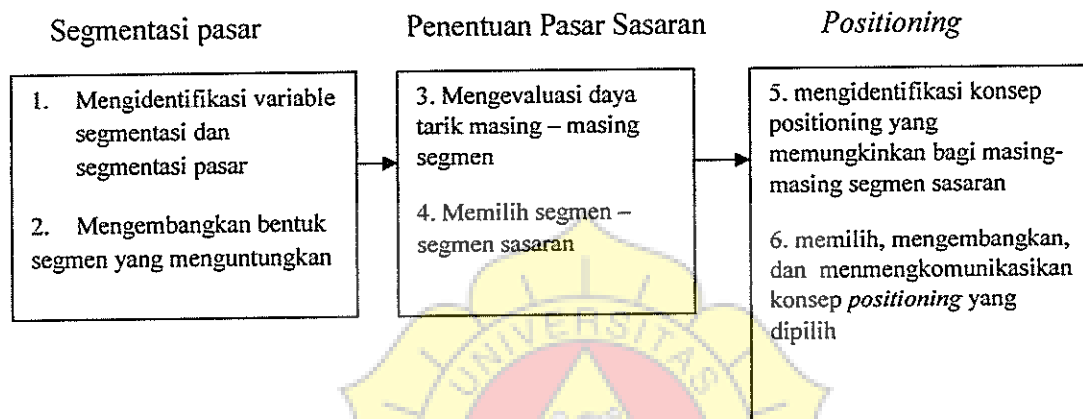 Segmentasi pasar
Penentuan Pasar Sasaran
Positioning
1. Mengidentifikasi variable
segmentasi dan
segmentasi pasar
2. Mengembangkan bentuk
segmen yang menguntungkan
3. Mengevaluasi daya
tarik masing – masing
segmen
4. Memilih segmen –
segmen sasaran
5. mengidentifikasi konsep
positioning yang
memungkinkan bagi masing-
masing segmen sasaran
6. memilih, mengembangkan,
dan menmengkomunikasikan
konsep positioning yang
dipilih
UNIVERSITAS